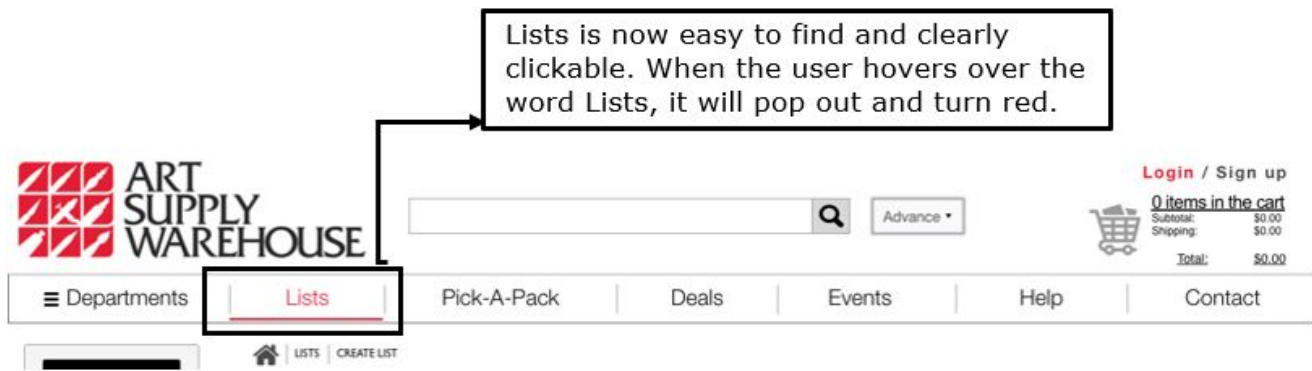 Lists is now easy to find and clearly
clickable. When the user hovers over the
word Lists, it will pop out and turn red.
ART
SUPPLY
WAREHOUSE
Advance
Login / Sign up
0 items in the cart
Subtotal: $0.00
Shipping: $0.00
Total: $0.00
Departments Lists Pick-A-Pack Deals Events Help Contact
LISTS CREATE LIST